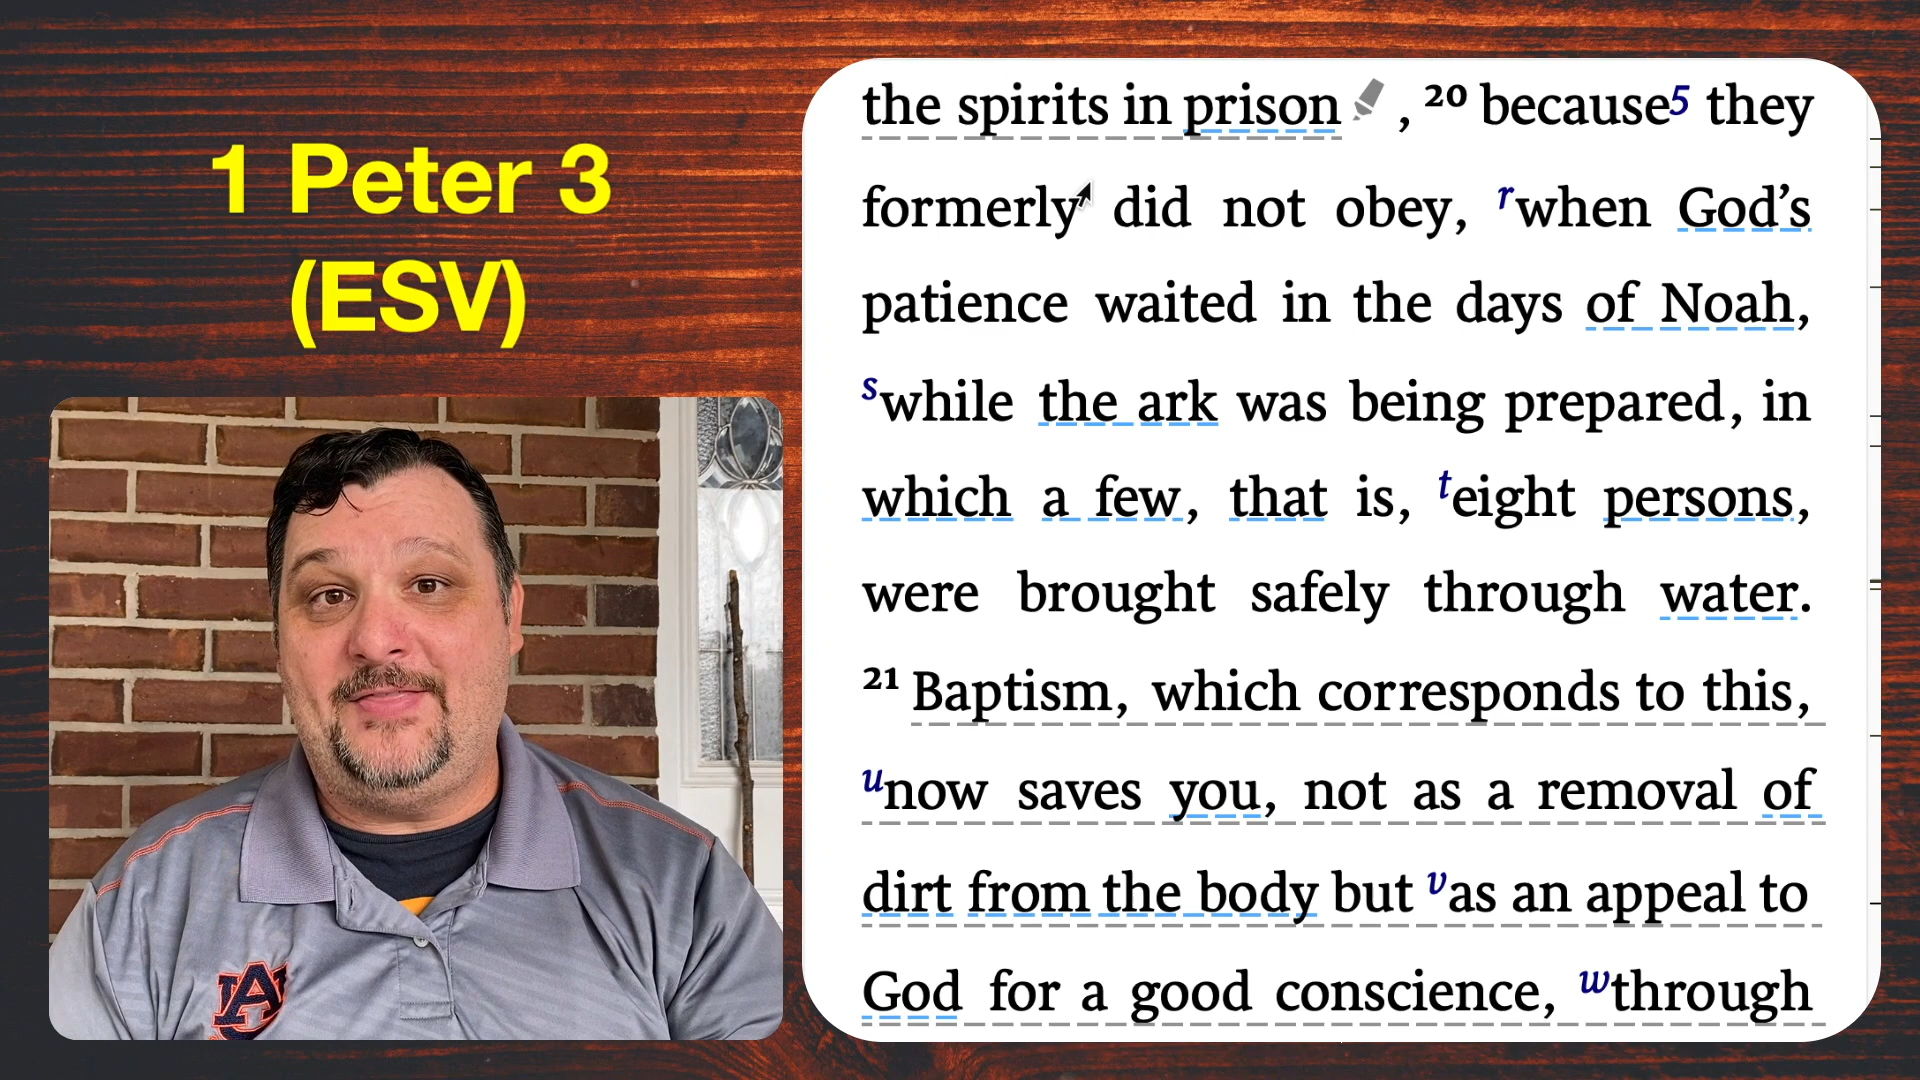 1 Peter 3
(ESV)
the spirits in prison , 20 because5 they
formerly did not obey, rwhen God’s
patience waited in the days of Noah,
swhile the ark was being prepared, in
which a few, that is, teight persons,
were brought safely through water.
21 Baptism, which corresponds to this,
unow saves you, not as a removal of
dirt from the body but vas an appeal to
God for a good conscience, wthrough
AU